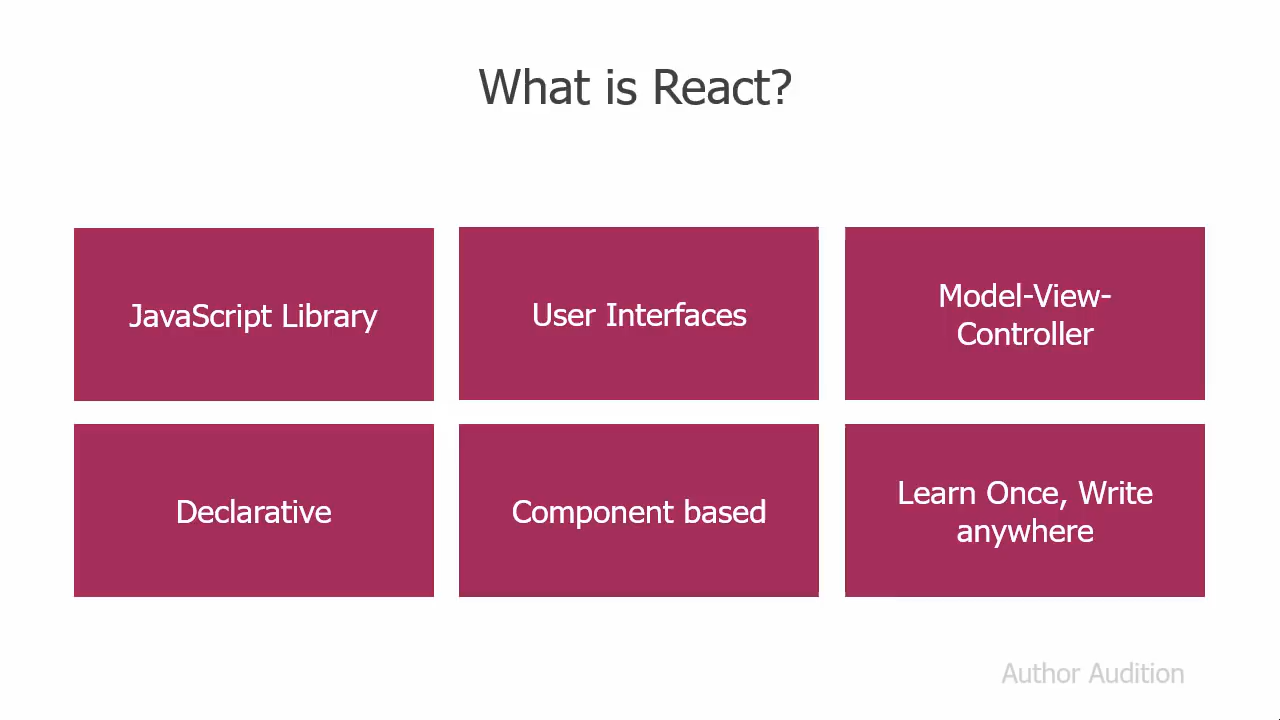 What is React?
JavaScript Library
User Interfaces
Model-View-
Controller
Declarative
Component based
Learn Once, Write
anywhere
Author Audition